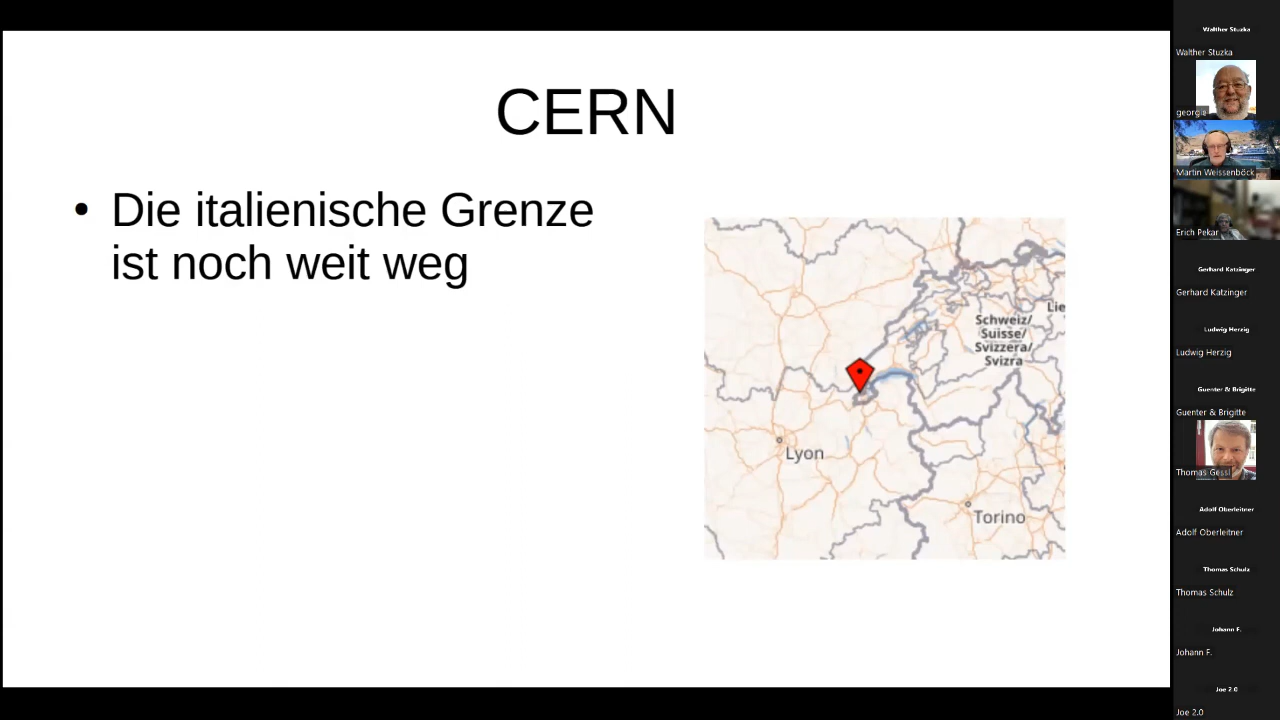 CERN
• Die italienische Grenze
ist noch weit weg
Schweiz/
Suisse/
Svizzera/
Svizra
Lie
Lyon
Torino
Walther Stuzka
Walther Stuzka
georgie
Martin Weissenböck
Erich Pekar
Gerhard Katzinger
Gerhard Katzinger
Ludwig Herzig
Ludwig Herzig
Guenter & Brigitte
Guenter & Brigitte
Thomas Gessl
Adolf Oberleitner
Adolf Oberleitner
Thomas Schulz
Thomas Schulz
Johann F.
Johann F.
Joe 2.0
Joe 2.0